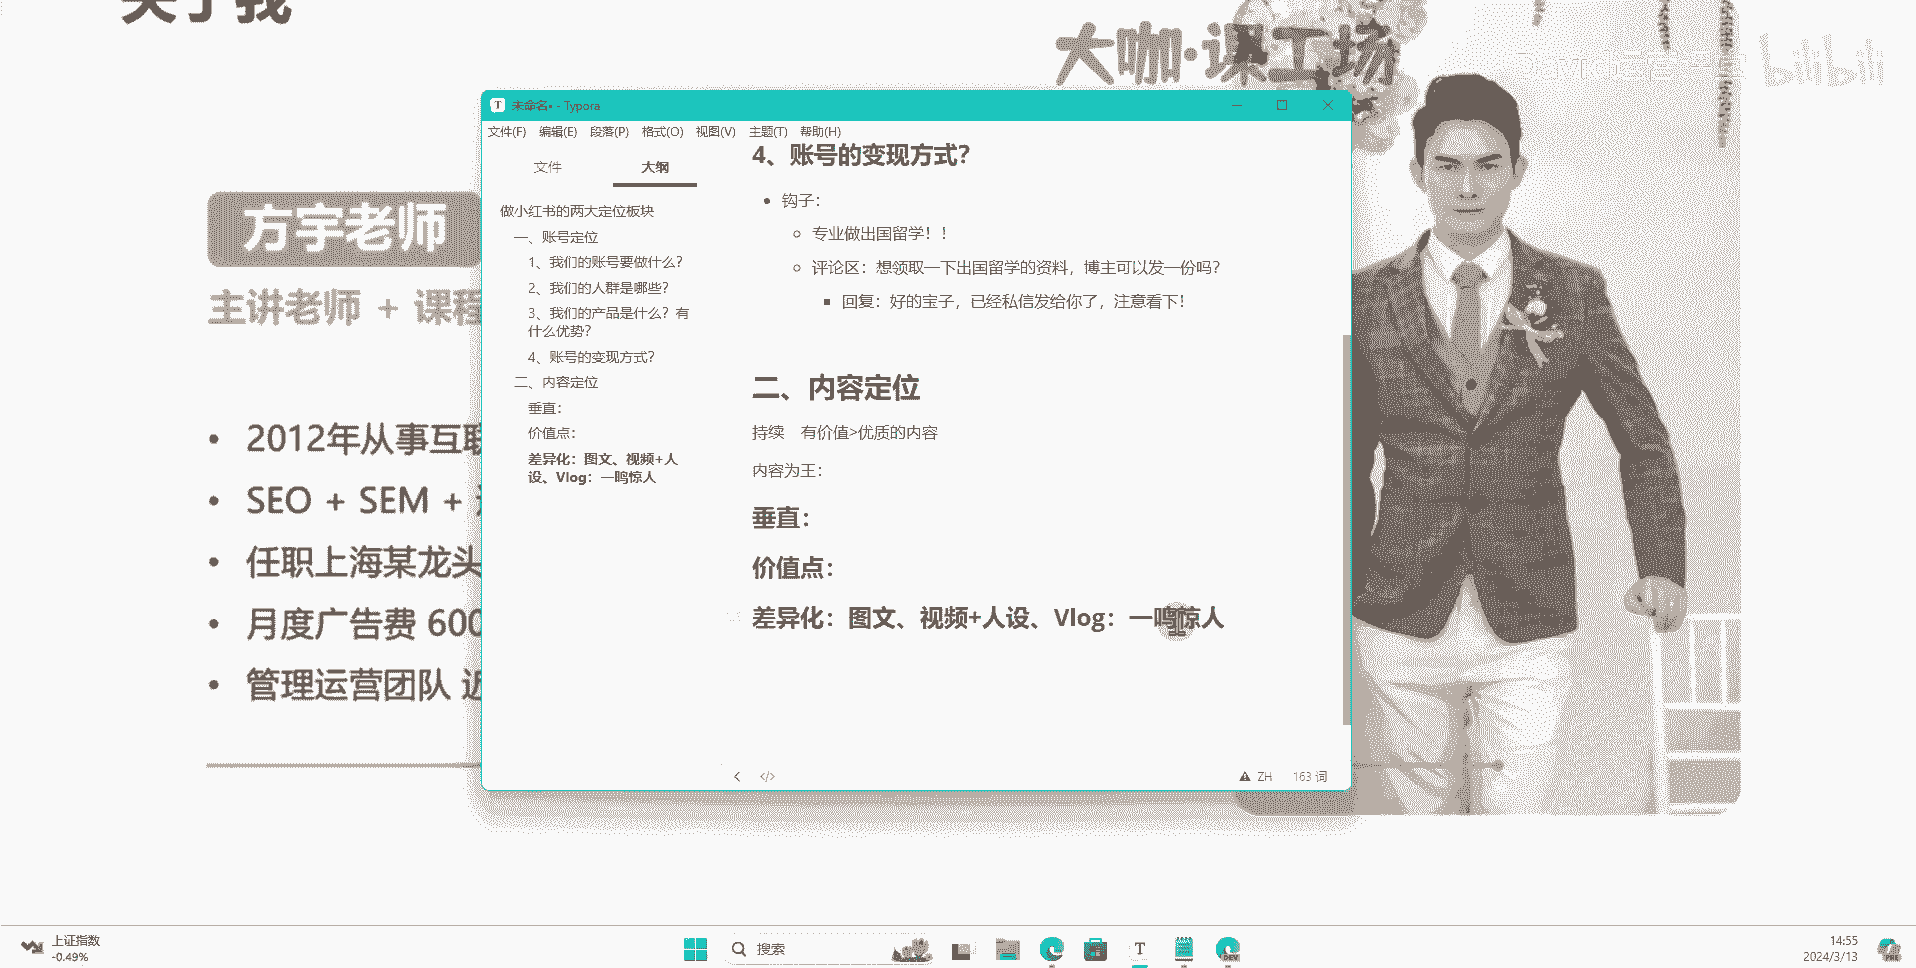 关于我
大咖·课工场
bilibili
方宇老师
主讲老师 + 课程
• 2012年从事互联
• SEO + SEM +
• 任职上海某龙头
• 月度广告费 600
• 管理运营团队 近
T 未命名• - Typora
文件(F) 编辑(E) 段落(P) 格式(O) 视图(V) 主题(T) 帮助(H)
文件 大纲
做小红书的两大定位板块
一、账号定位
1、我们的账号要做什么？
2、我们的人群是哪些？
3、我们的产品是什么？有
什么优势？
4、账号的变现方式？
二、内容定位
垂直：
价值点：
差异化：图文、视频+人
设、Vlog：一鸣惊人
4、账号的变现方式？
• 钩子：
◦ 专业做出国留学！！
◦ 评论区：想领取一下出国留学的资料，博主可以发一份吗？
▪ 回复：好的宝子，已经私信发给你了，注意看下！
二、内容定位
持续 有价值>优质的内容
内容为王：
垂直：
价值点：
差异化：图文、视频+人设、Vlog：一鸣惊人
</> ZH 163 词
上证指数
-0.49%
搜索
T
DEV
14:55
2024/3/13
PRE